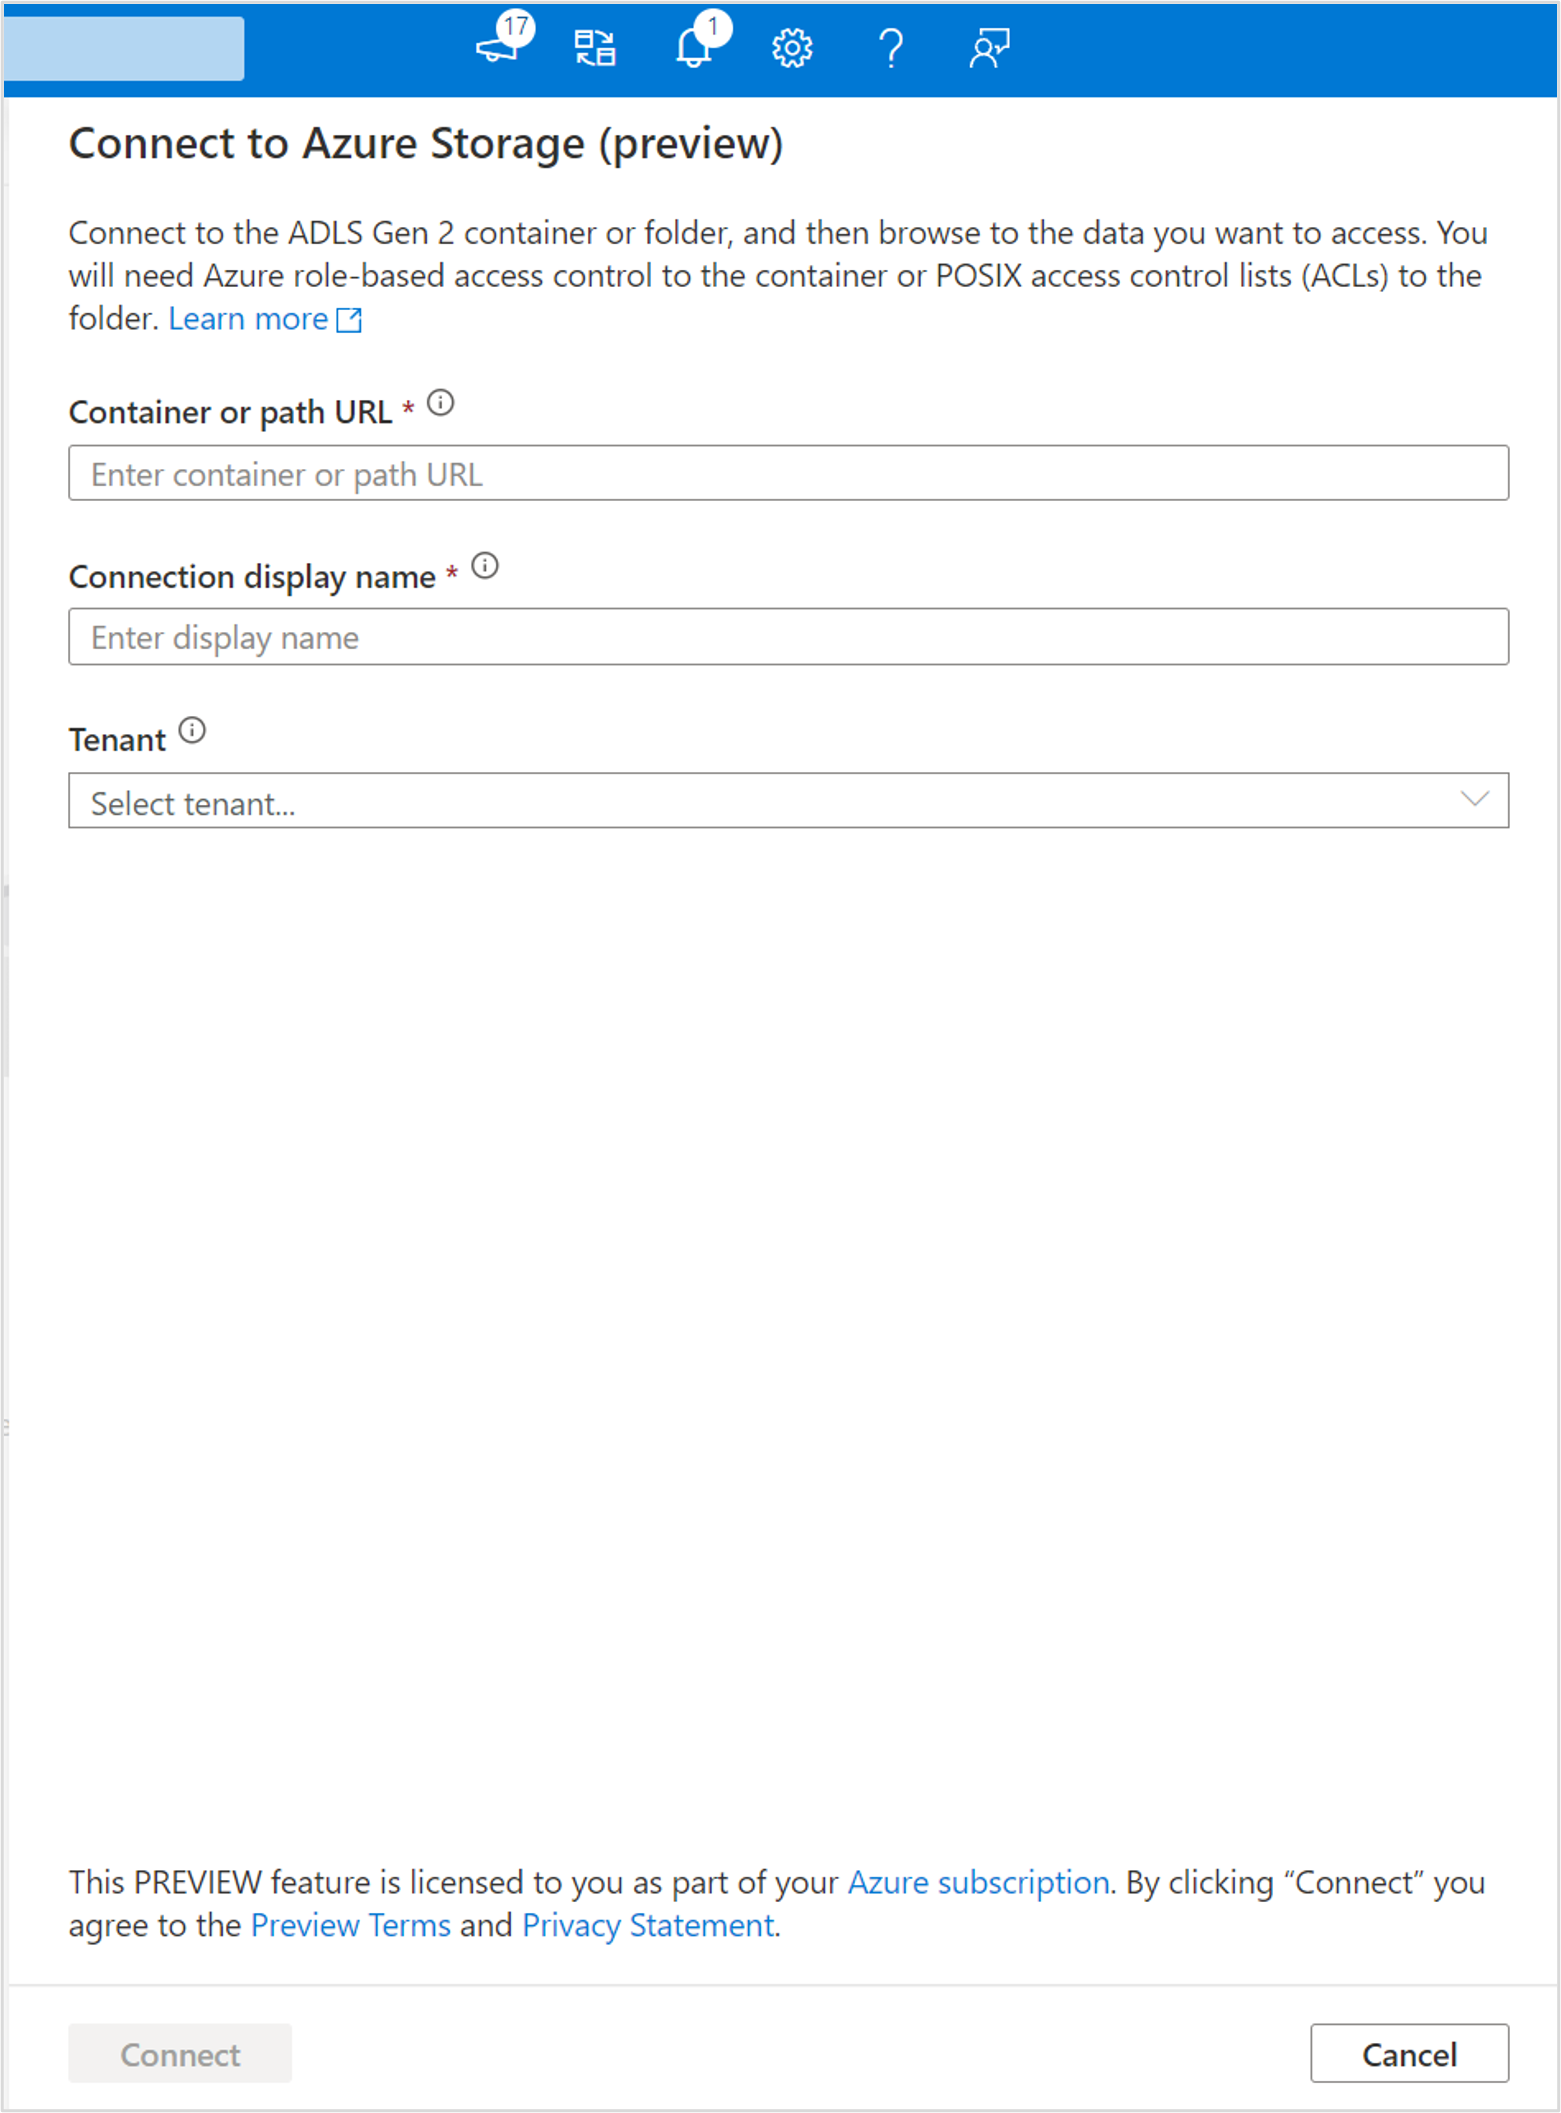 17
1
?
Connect to Azure Storage (preview)
Connect to the ADLS Gen 2 container or folder, and then browse to the data you want to access. You
will need Azure role-based access control to the container or POSIX access control lists (ACLs) to the
folder. Learn more
Container or path URL *
Enter container or path URL
Connection display name *
Enter display name
Tenant
Select tenant...
This PREVIEW feature is licensed to you as part of your Azure subscription. By clicking “Connect” you
agree to the Preview Terms and Privacy Statement.
Connect
Cancel